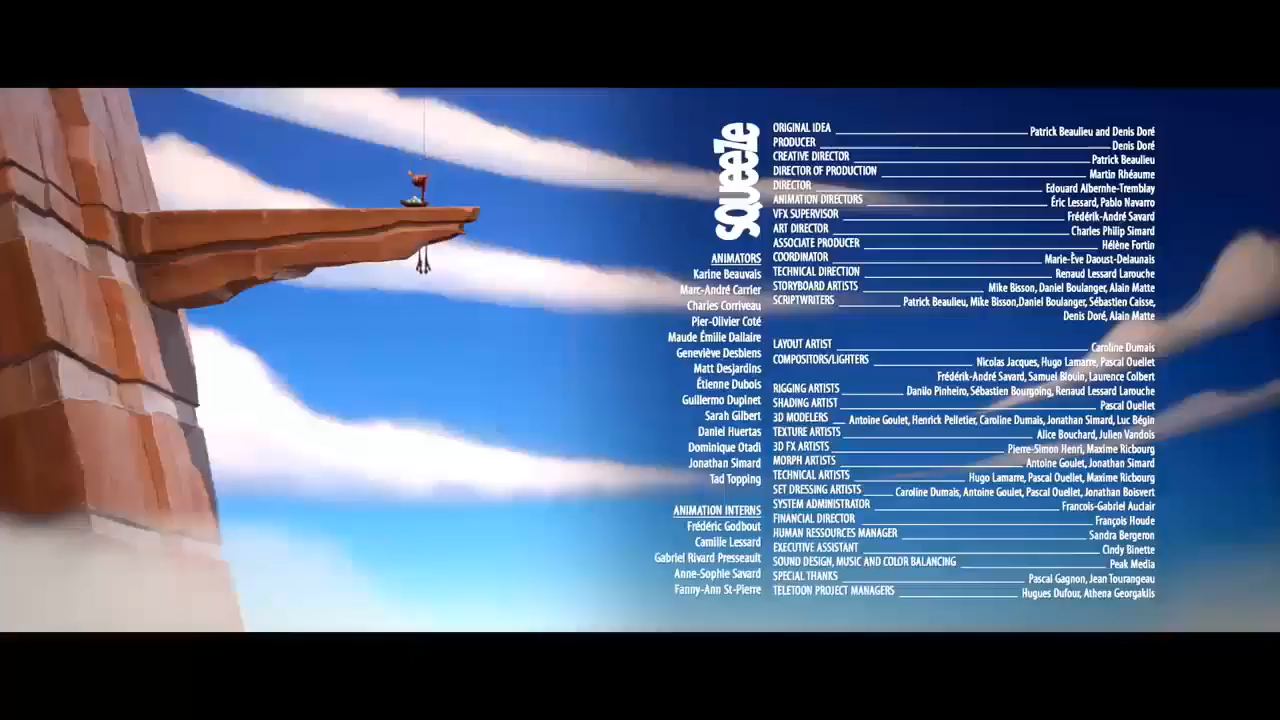 squeeze
ANIMATORS
Karine Beauvais
Marc-André Carrier
Charles Corriveau
Pier-Olivier Coté
Maude Émilie Dallaire
Geneviève Desbiens
Matt Desjardins
Étienne Dubois
Guillermo Dupinet
Sarah Gilbert
Daniel Huertas
Dominique Otadi
Jonathan Simard
Tad Topping
ANIMATION INTERNS
Frédéric Godbout
Camille Lessard
Gabriel Rivard Presseault
Anne-Sophie Savard
Fanny-Ann St-Pierre
ORIGINAL IDEA Patrick Beaulieu and Denis Doré
PRODUCER Denis Doré
CREATIVE DIRECTOR Patrick Beaulieu
DIRECTOR OF PRODUCTION Martin Rhéaume
DIRECTOR Edouard Albernhe-Tremblay
ANIMATION DIRECTORS Éric Lessard, Pablo Navarro
VFX SUPERVISOR Frédérik-André Savard
ART DIRECTOR Charles Philip Simard
ASSOCIATE PRODUCER Hélène Fortin
COORDINATOR Marie-Ève Daoust-Delaunais
TECHNICAL DIRECTION Renaud Lessard Larouche
STORYBOARD ARTISTS Mike Bisson, Daniel Boulanger, Alain Matte
SCRIPTWRITERS Patrick Beaulieu, Mike Bisson,Daniel Boulanger, Sébastien Caisse,
Denis Doré, Alain Matte
LAYOUT ARTIST Caroline Dumais
COMPOSITORS/LIGHTERS Nicolas Jacques, Hugo Lamarre, Pascal Ouellet
Frédérik-André Savard, Samuel Blouin, Laurence Colbert
RIGGING ARTISTS Danilo Pinheiro, Sébastien Bourgoing, Renaud Lessard Larouche
SHADING ARTIST Pascal Ouellet
3D MODELERS Antoine Goulet, Henrick Pelletier, Caroline Dumais, Jonathan Simard, Luc Bégin
TEXTURE ARTISTS Alice Bouchard, Julien Vandois
3D FX ARTISTS Pierre-Simon Henri, Maxime Ricbourg
MORPH ARTISTS Antoine Goulet, Jonathan Simard
TECHNICAL ARTISTS Hugo Lamarre, Pascal Ouellet, Maxime Ricbourg
SET DRESSING ARTISTS Caroline Dumais, Antoine Goulet, Pascal Ouellet, Jonathan Boisvert
SYSTEM ADMINISTRATOR Francois-Gabriel Auclair
FINANCIAL DIRECTOR François Houde
HUMAN RESSOURCES MANAGER Sandra Bergeron
EXECUTIVE ASSISTANT Cindy Binette
SOUND DESIGN, MUSIC AND COLOR BALANCING Peak Media
SPECIAL THANKS Pascal Gagnon, Jean Tourangeau
TELETOON PROJECT MANAGERS Hugues Dufour, Athena Georgaklis